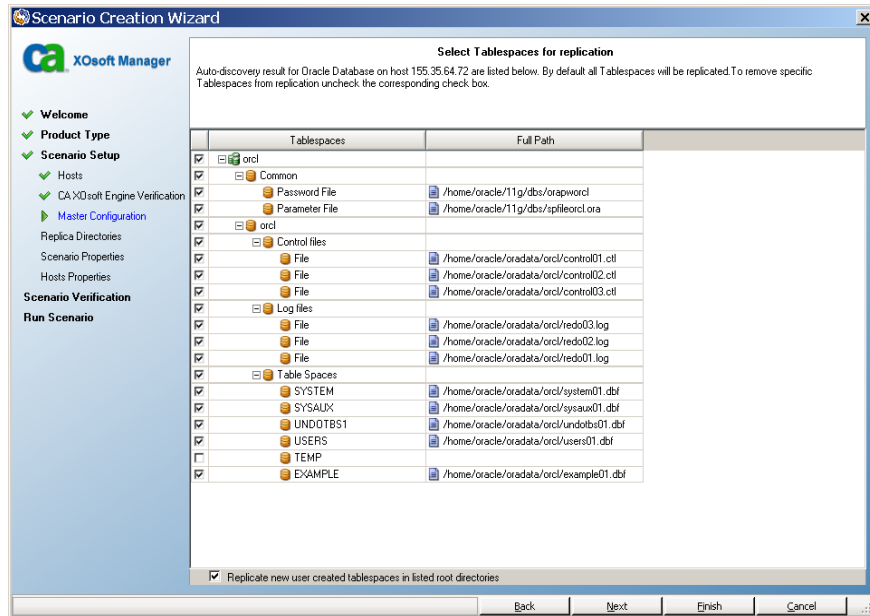 Scenario Creation Wizard
ca XOsoft Manager
Welcome
Product Type
Scenario Setup
Hosts
CA XOsoft Engine Verification
Master Configuration
Replica Directories
Scenario Properties
Hosts Properties
Scenario Verification
Run Scenario
Select Tablespaces for replication
Auto-discovery result for Oracle Database on host 155.35.64.72 are listed below. By default all Tablespaces will be replicated.To remove specific
Tablespaces from replication uncheck the corresponding check box.
Tablespaces Full Path
orcl
Common
Password File /home/oracle/11g/dbs/orapworcl
Parameter File /home/oracle/11g/dbs/spfileorcl.ora
orcl
Control files
File /home/oracle/oradata/orcl/control01.ctl
File /home/oracle/oradata/orcl/control02.ctl
File /home/oracle/oradata/orcl/control03.ctl
Log files
File /home/oracle/oradata/orcl/redo03.log
File /home/oracle/oradata/orcl/redo02.log
File /home/oracle/oradata/orcl/redo01.log
Table Spaces
SYSTEM /home/oracle/oradata/orcl/system01.dbf
SYSAUX /home/oracle/oradata/orcl/sysaux01.dbf
UNDOTBS1 /home/oracle/oradata/orcl/undotbs01.dbf
USERS /home/oracle/oradata/orcl/users01.dbf
TEMP
EXAMPLE /home/oracle/oradata/orcl/example01.dbf
Replicate new user created tablespaces in listed root directories
Back Next Finish Cancel